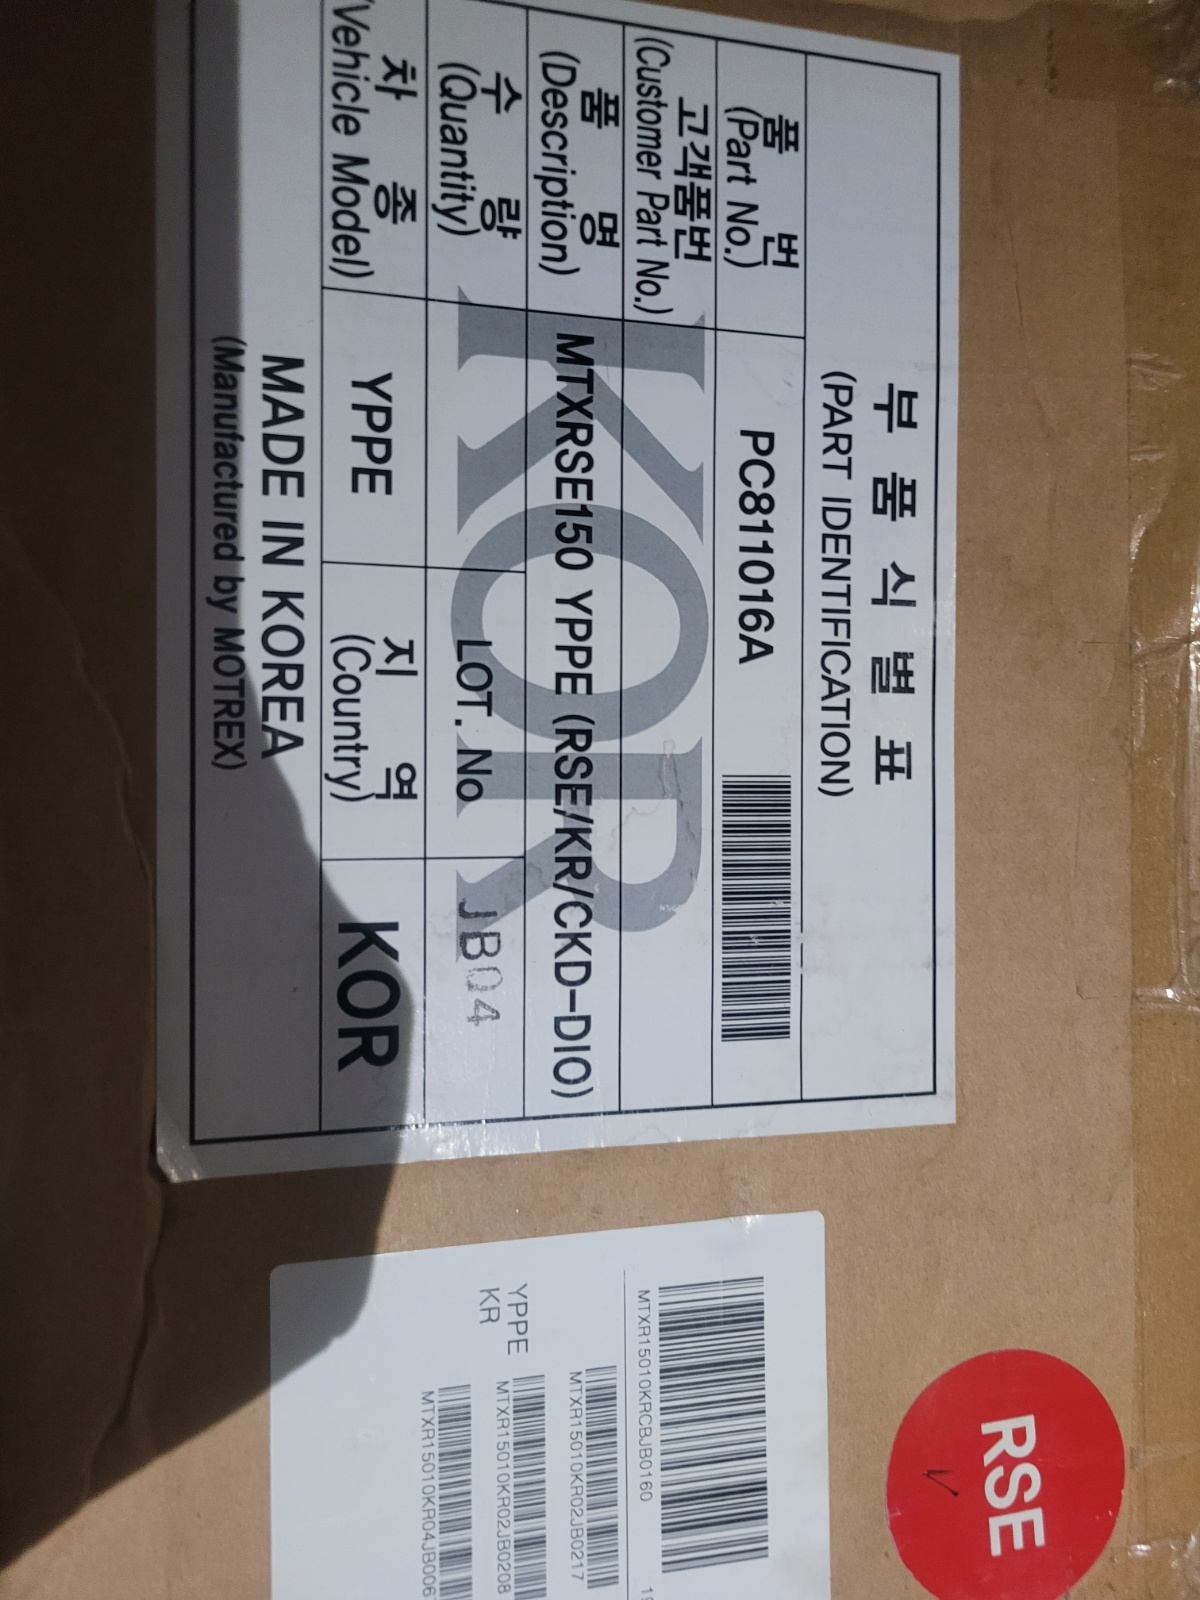 부 품 식 별 표
(PART IDENTIFICATION)
품 번
(Part No.)
PC811016A
고객품번
(Customer Part No.)
품 명
(Description)
MTXRSE150 YPPE (RSE/KR/CKD-DIO)
수 량
(Quantity)
LOT. No
JB04
차 종
(Vehicle Model)
YPPE
지 역
(Country)
KOR
MADE IN KOREA
(Manufactured by MOTREX)
KOR
RSE
MTXR15010KRCBJB0160
MTXR15010KR02JB0217
YPPE
KR
MTXR15010KR02JB0208
MTXR15010KR04JB006